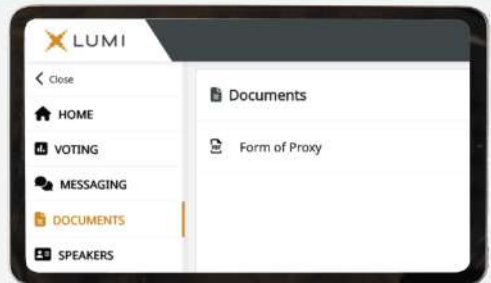 LUMI
Close
HOME
VOTING
MESSAGING
DOCUMENTS
SPEAKERS
Documents
Form of Proxy